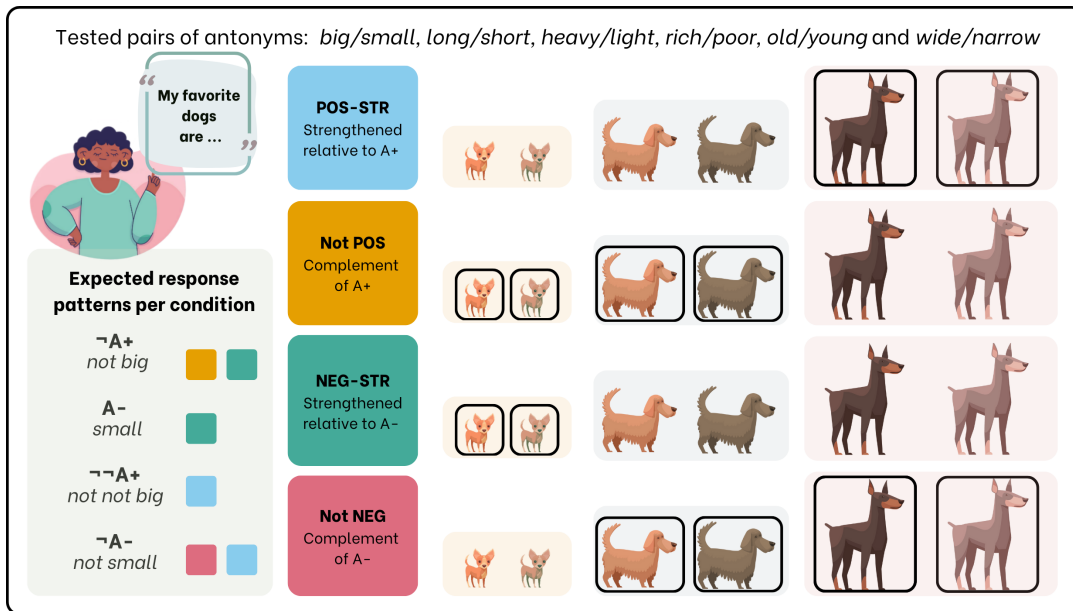 Tested pairs of antonyms: big/small, long/short, heavy/light, rich/poor, old/young and wide/narrow
“
My favorite
dogs
are ...
”
Expected response
patterns per condition
¬A+
not big
A-
small
¬¬A+
not not big
¬A-
not small
POS-STR
Strengthened
relative to A+
Not POS
Complement
of A+
NEG-STR
Strengthened
relative to A-
Not NEG
Complement
of A-